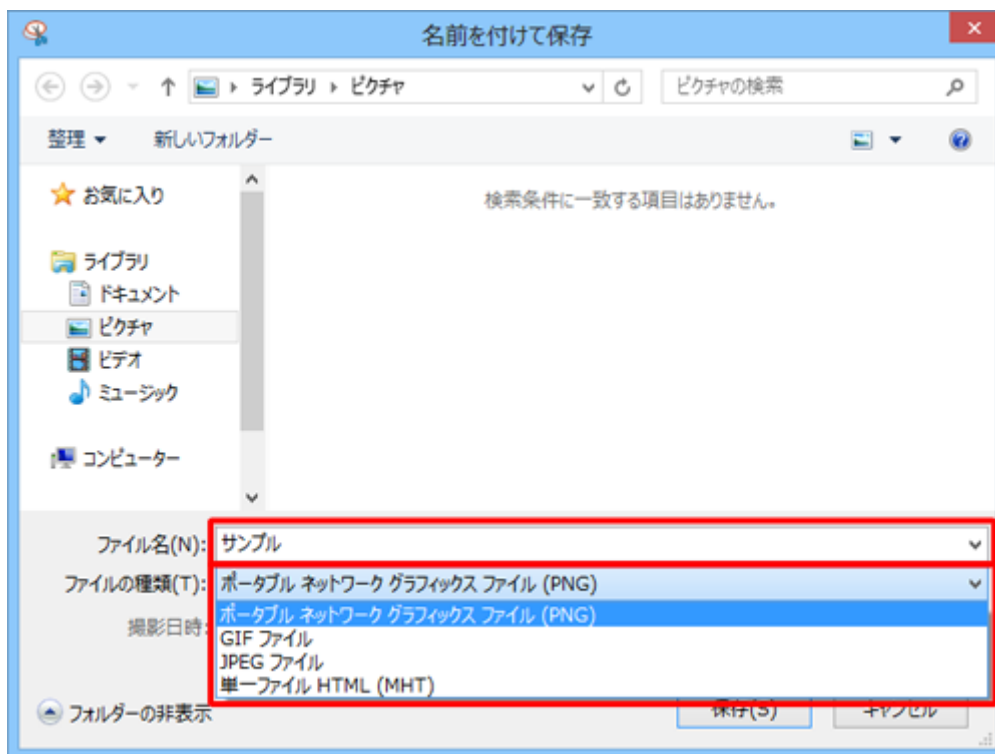 名前を付けて保存
ライブラリ ピクチャ
ピクチャの検索
整理
新しいフォルダー
お気に入り
検索条件に一致する項目はありません。
ライブラリ
ドキュメント
ピクチャ
ビデオ
ミュージック
コンピューター
ファイル名(N): サンプル
ファイルの種類(T): ポータブル ネットワーク グラフィックス ファイル (PNG)
ポータブル ネットワーク グラフィックス ファイル (PNG)
撮影日時:
GIF ファイル
JPEG ファイル
単一ファイル HTML (MHT)
フォルダーの非表示
保存(S)
キャンセル